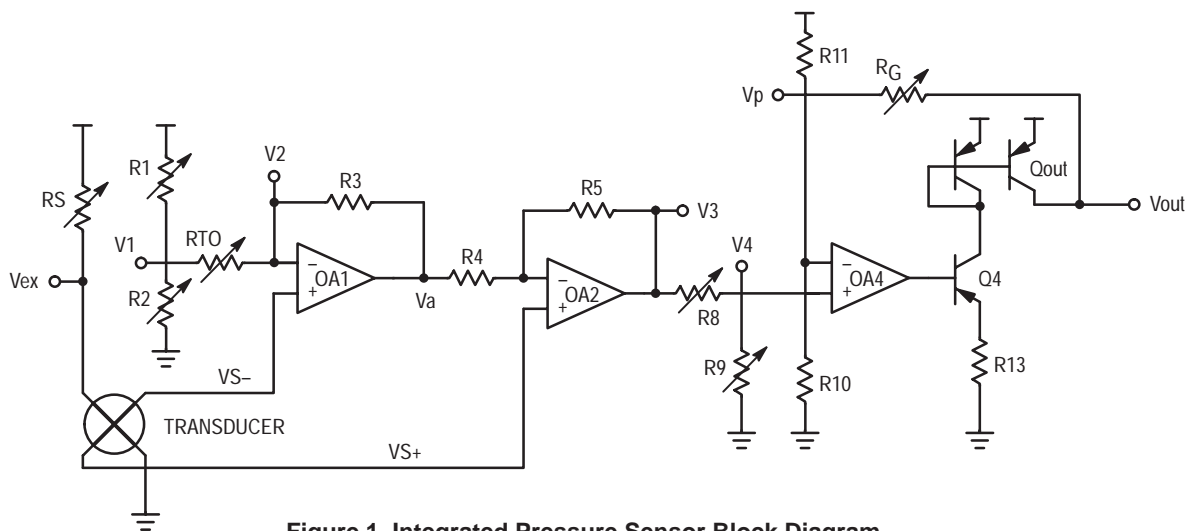 R11
RG
Vp
V2
R1
R3
R5
Qout
RS
V3
Vout
V1
RTO
V4
R4
−
OA1
+
−
OA2
+
−
OA4
+
Q4
Vex
R2
Va
R8
R9
R10
R13
VS−
TRANSDUCER
VS+
Figure 1. Integrated Pressure Sensor Block Diagram